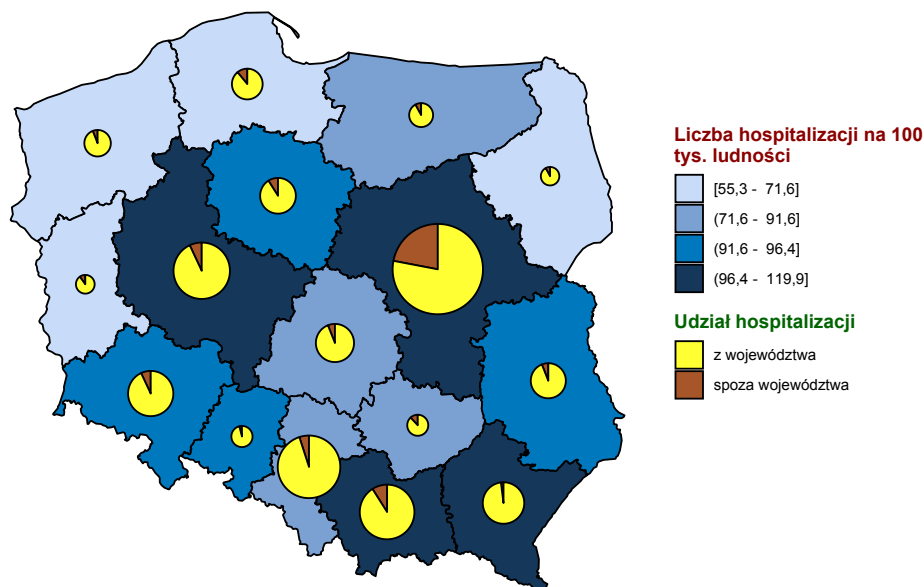 Liczba hospitalizacji na 100
tys. ludności
[55,3 - 71,6]
(71,6 - 91,6]
(91,6 - 96,4]
(96,4 - 119,9]
Udział hospitalizacji
z województwa
spoza województwa